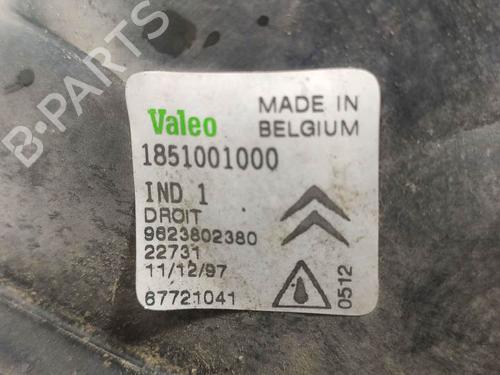 B-PARTS
Valeo
MADE IN
BELGIUM
1851001000
IND 1
DROIT
9623802380
22731
11/12/97
67721041
0512